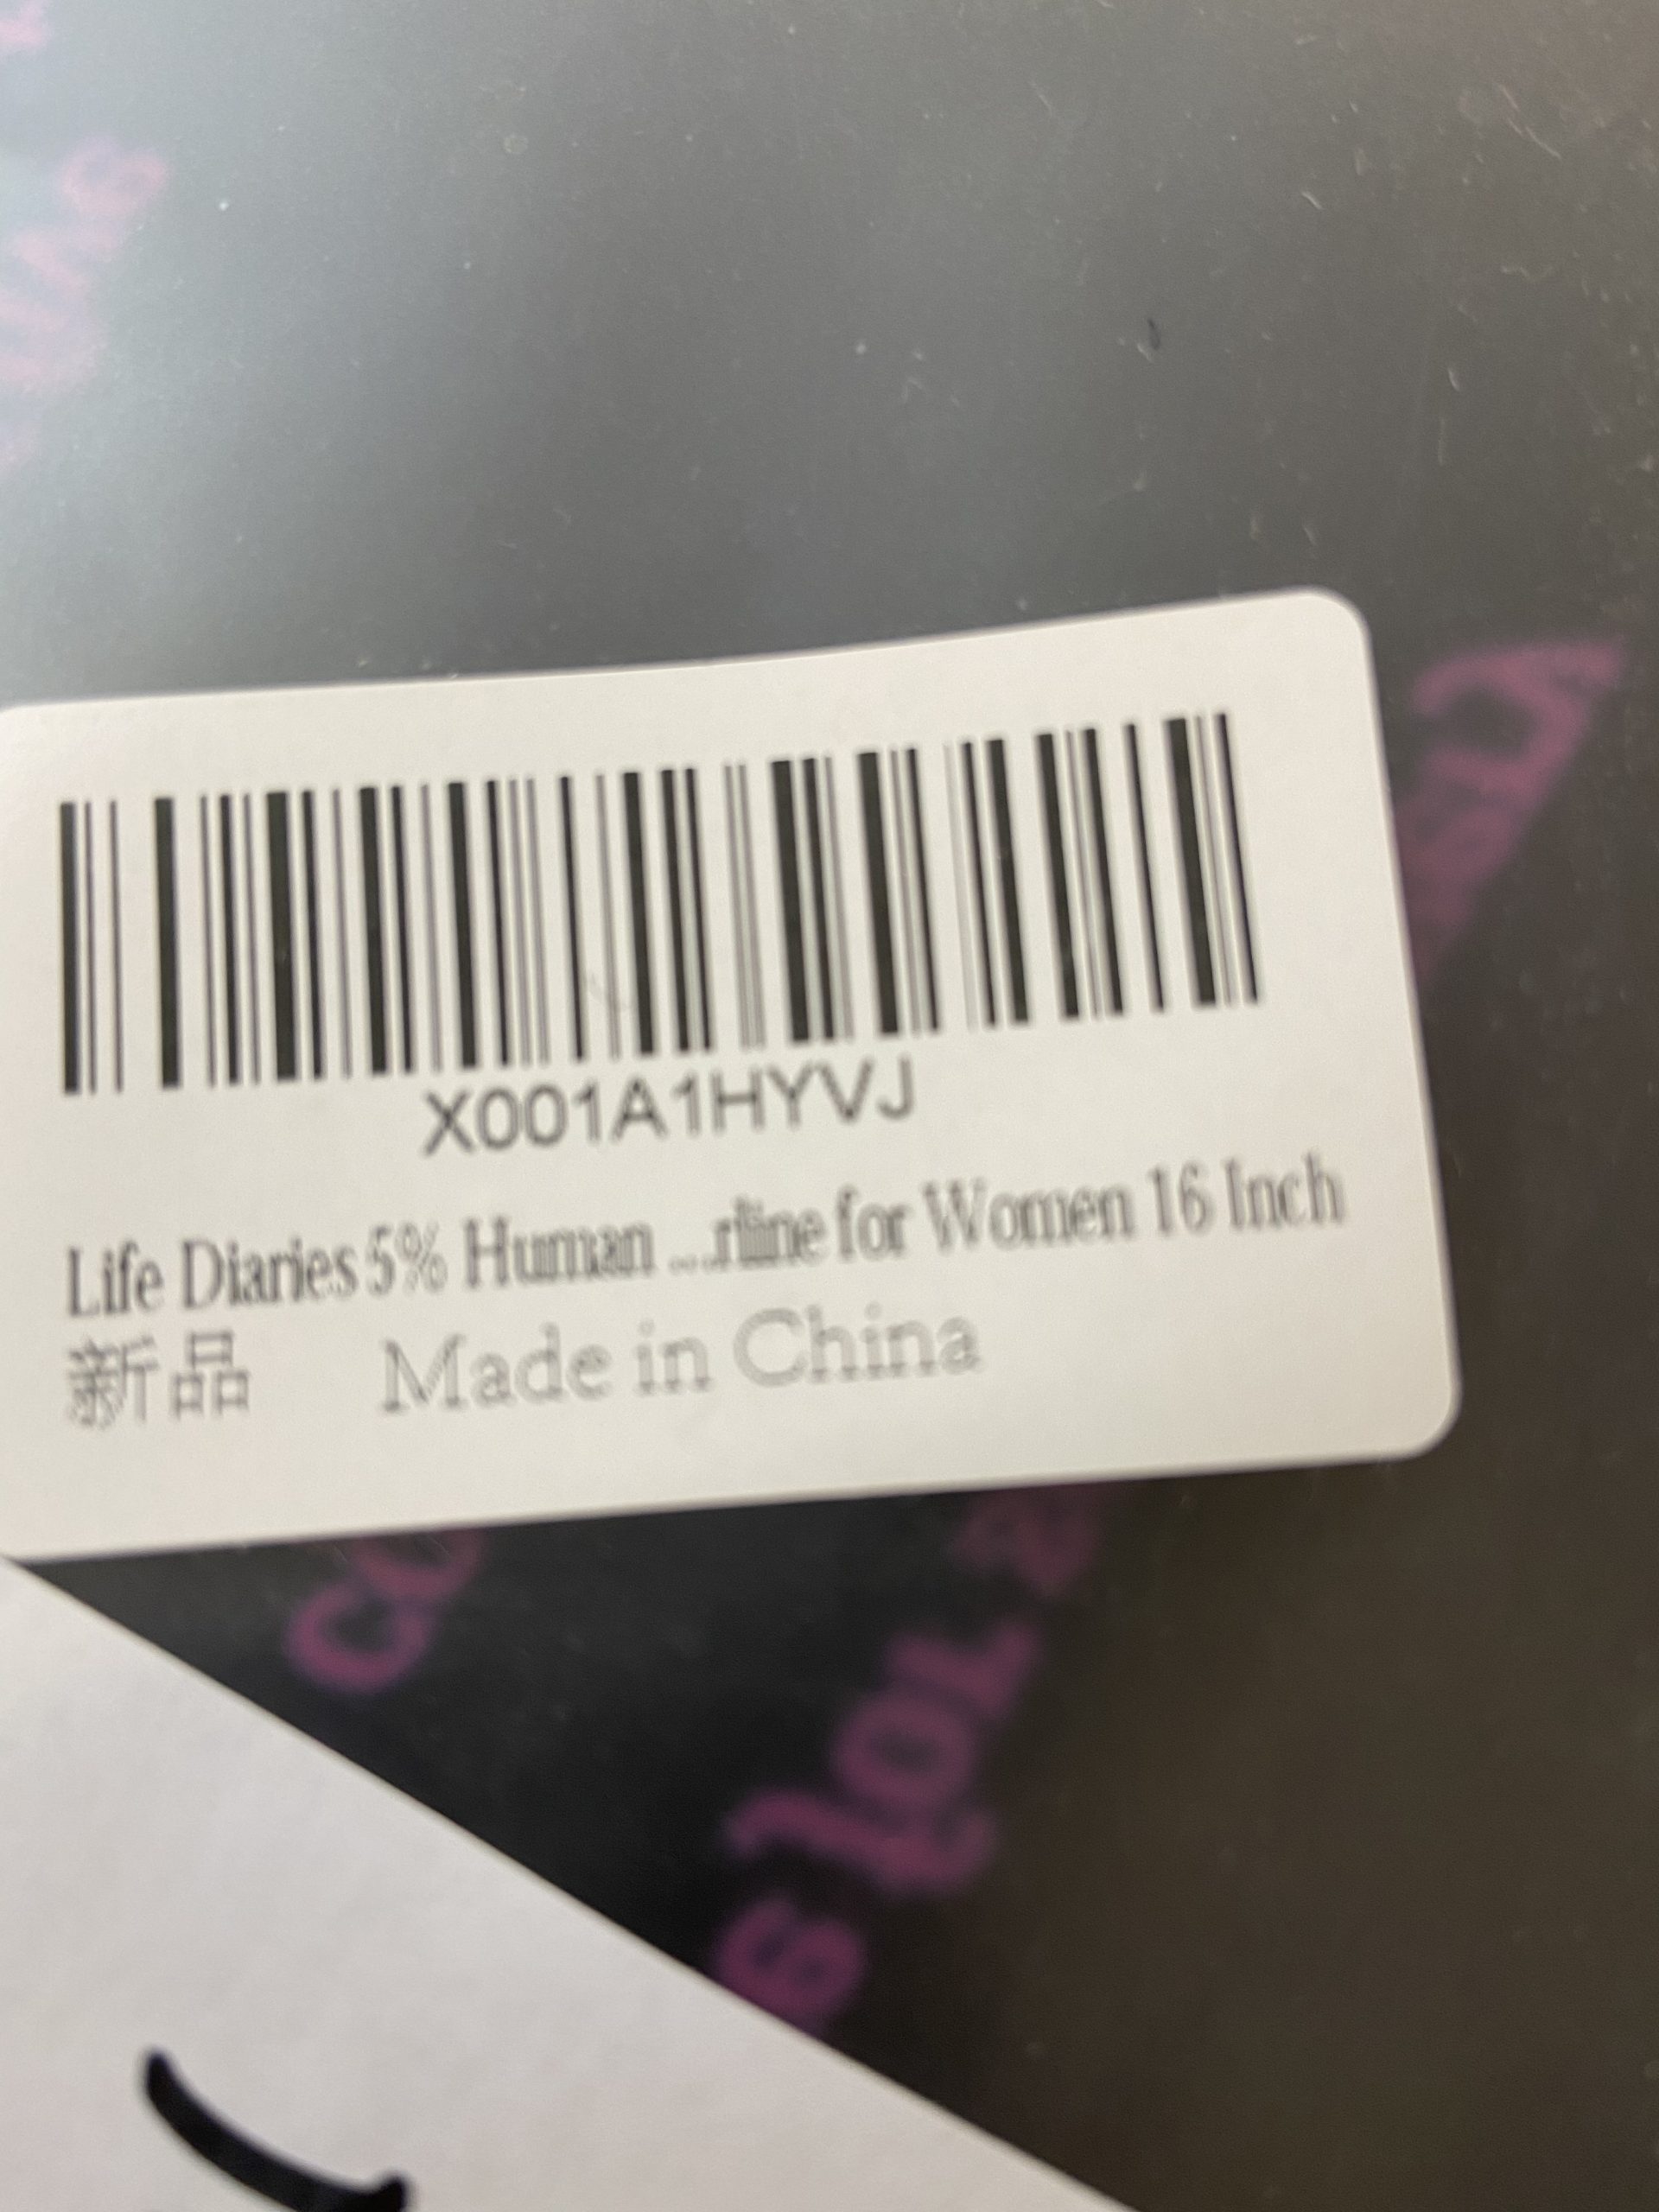 X001A1HYVJ
Life Diaries 5% Human ...rline for Women 16 Inch
新品 Made in China